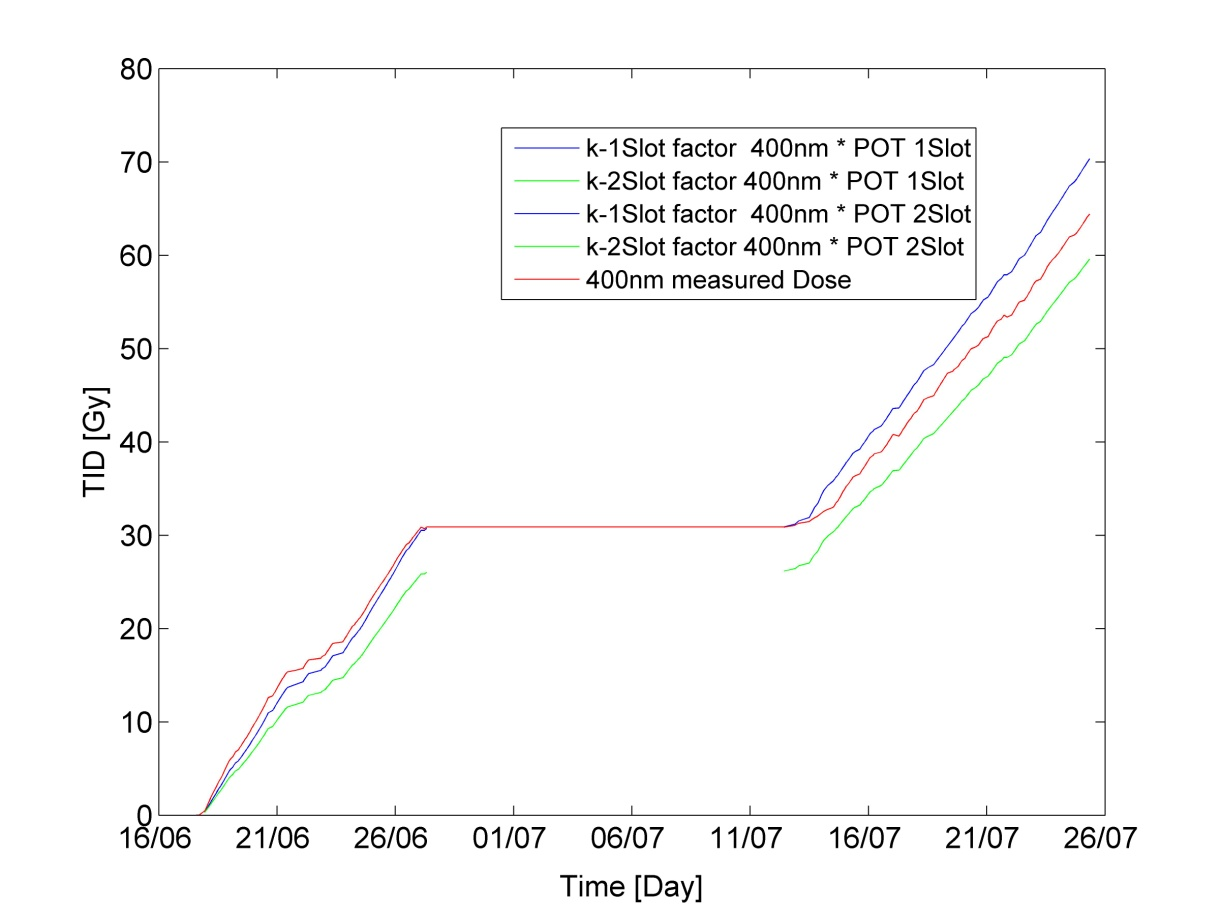 80
70
60
50
40
30
20
10
0
TID [Gy]
k-1Slot factor  400nm * POT 1Slot
k-2Slot factor 400nm * POT 1Slot
k-1Slot factor  400nm * POT 2Slot
k-2Slot factor 400nm * POT 2Slot
400nm measured Dose
16/06 21/06 26/06 01/07 06/07 11/07 16/07 21/07 26/07
Time [Day]